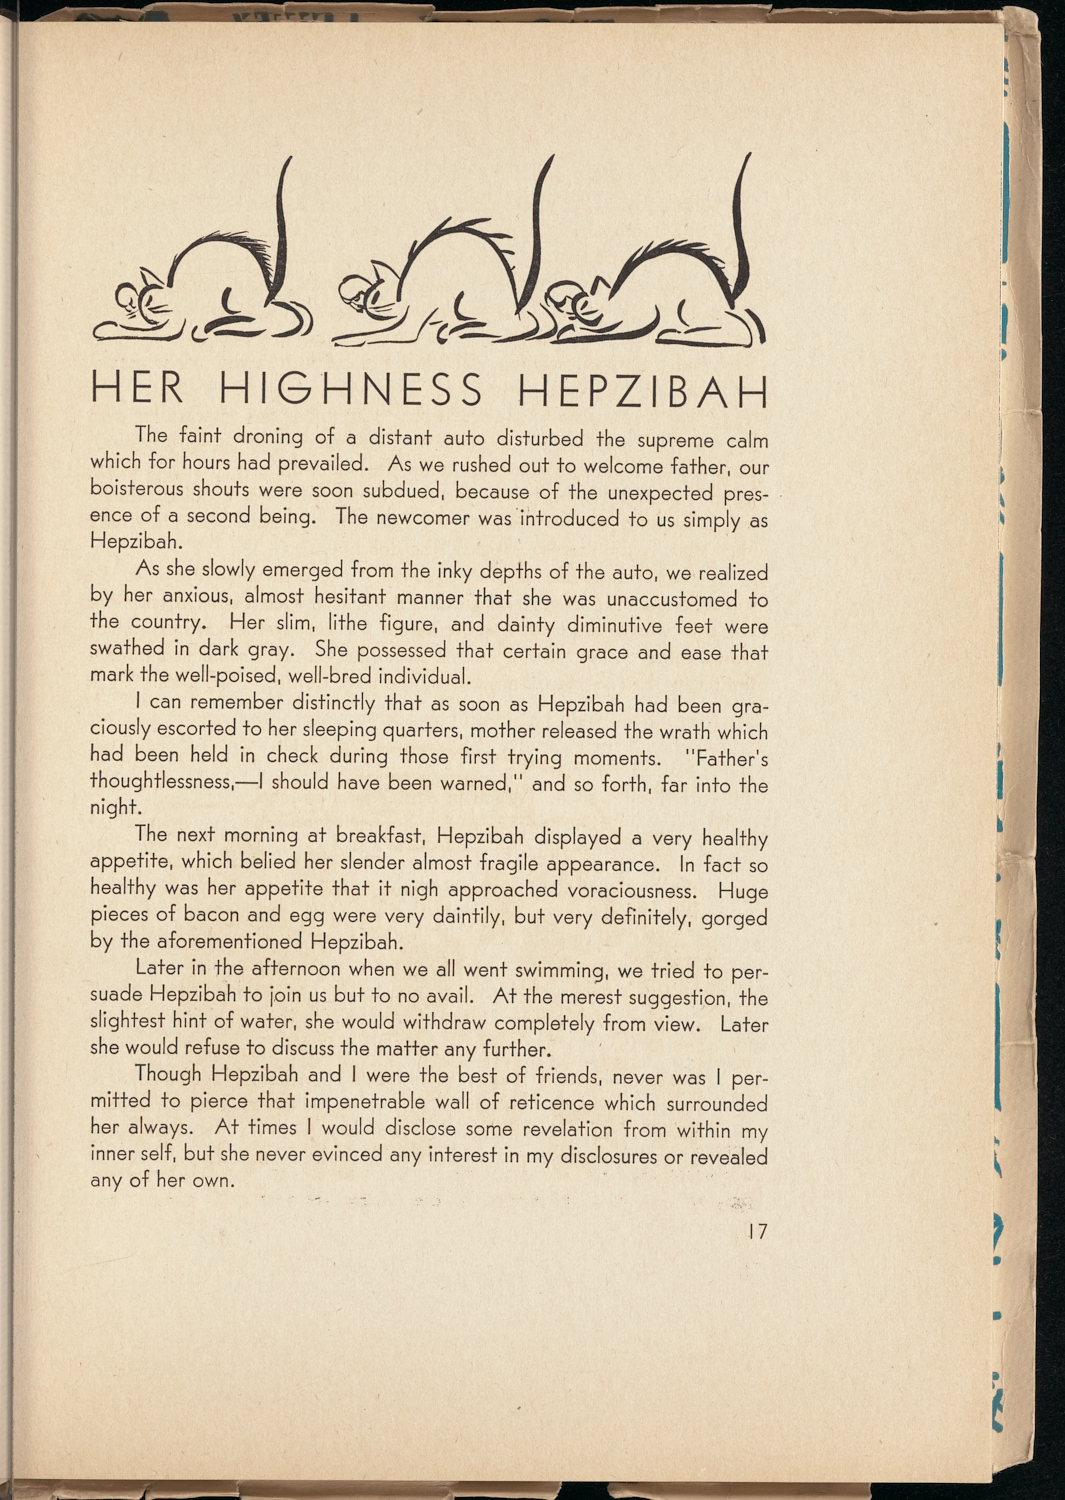 HER HIGHNESS HEPZIBAH
The faint droning of a distant auto disturbed the supreme calm
which for hours had prevailed. As we rushed out to welcome father, our
boisterous shouts were soon subdued, because of the unexpected pres-
ence of a second being. The newcomer was introduced to us simply as
Hepzibah.
As she slowly emerged from the inky depths of the auto, we realized
by her anxious, almost hesitant manner that she was unaccustomed to
the country. Her slim, lithe figure, and dainty diminutive feet were
swathed in dark gray. She possessed that certain grace and ease that
mark the well-poised, well-bred individual.
I can remember distinctly that as soon as Hepzibah had been gra-
ciously escorted to her sleeping quarters, mother released the wrath which
had been held in check during those first trying moments. "Father's
thoughtlessness,—I should have been warned," and so forth, far into the
night.
The next morning at breakfast, Hepzibah displayed a very healthy
appetite, which belied her slender almost fragile appearance. In fact so
healthy was her appetite that it nigh approached voraciousness. Huge
pieces of bacon and egg were very daintily, but very definitely, gorged
by the aforementioned Hepzibah.
Later in the afternoon when we all went swimming, we tried to per-
suade Hepzibah to join us but to no avail. At the merest suggestion, the
slightest hint of water, she would withdraw completely from view. Later
she would refuse to discuss the matter any further.
Though Hepzibah and I were the best of friends, never was I per-
mitted to pierce that impenetrable wall of reticence which surrounded
her always. At times I would disclose some revelation from within my
inner self, but she never evinced any interest in my disclosures or revealed
any of her own.
17